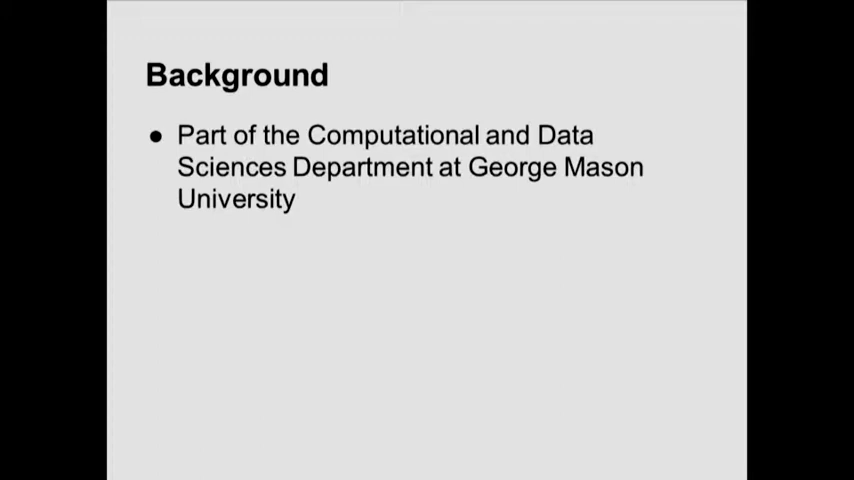 Background
● Part of the Computational and Data
Sciences Department at George Mason
University